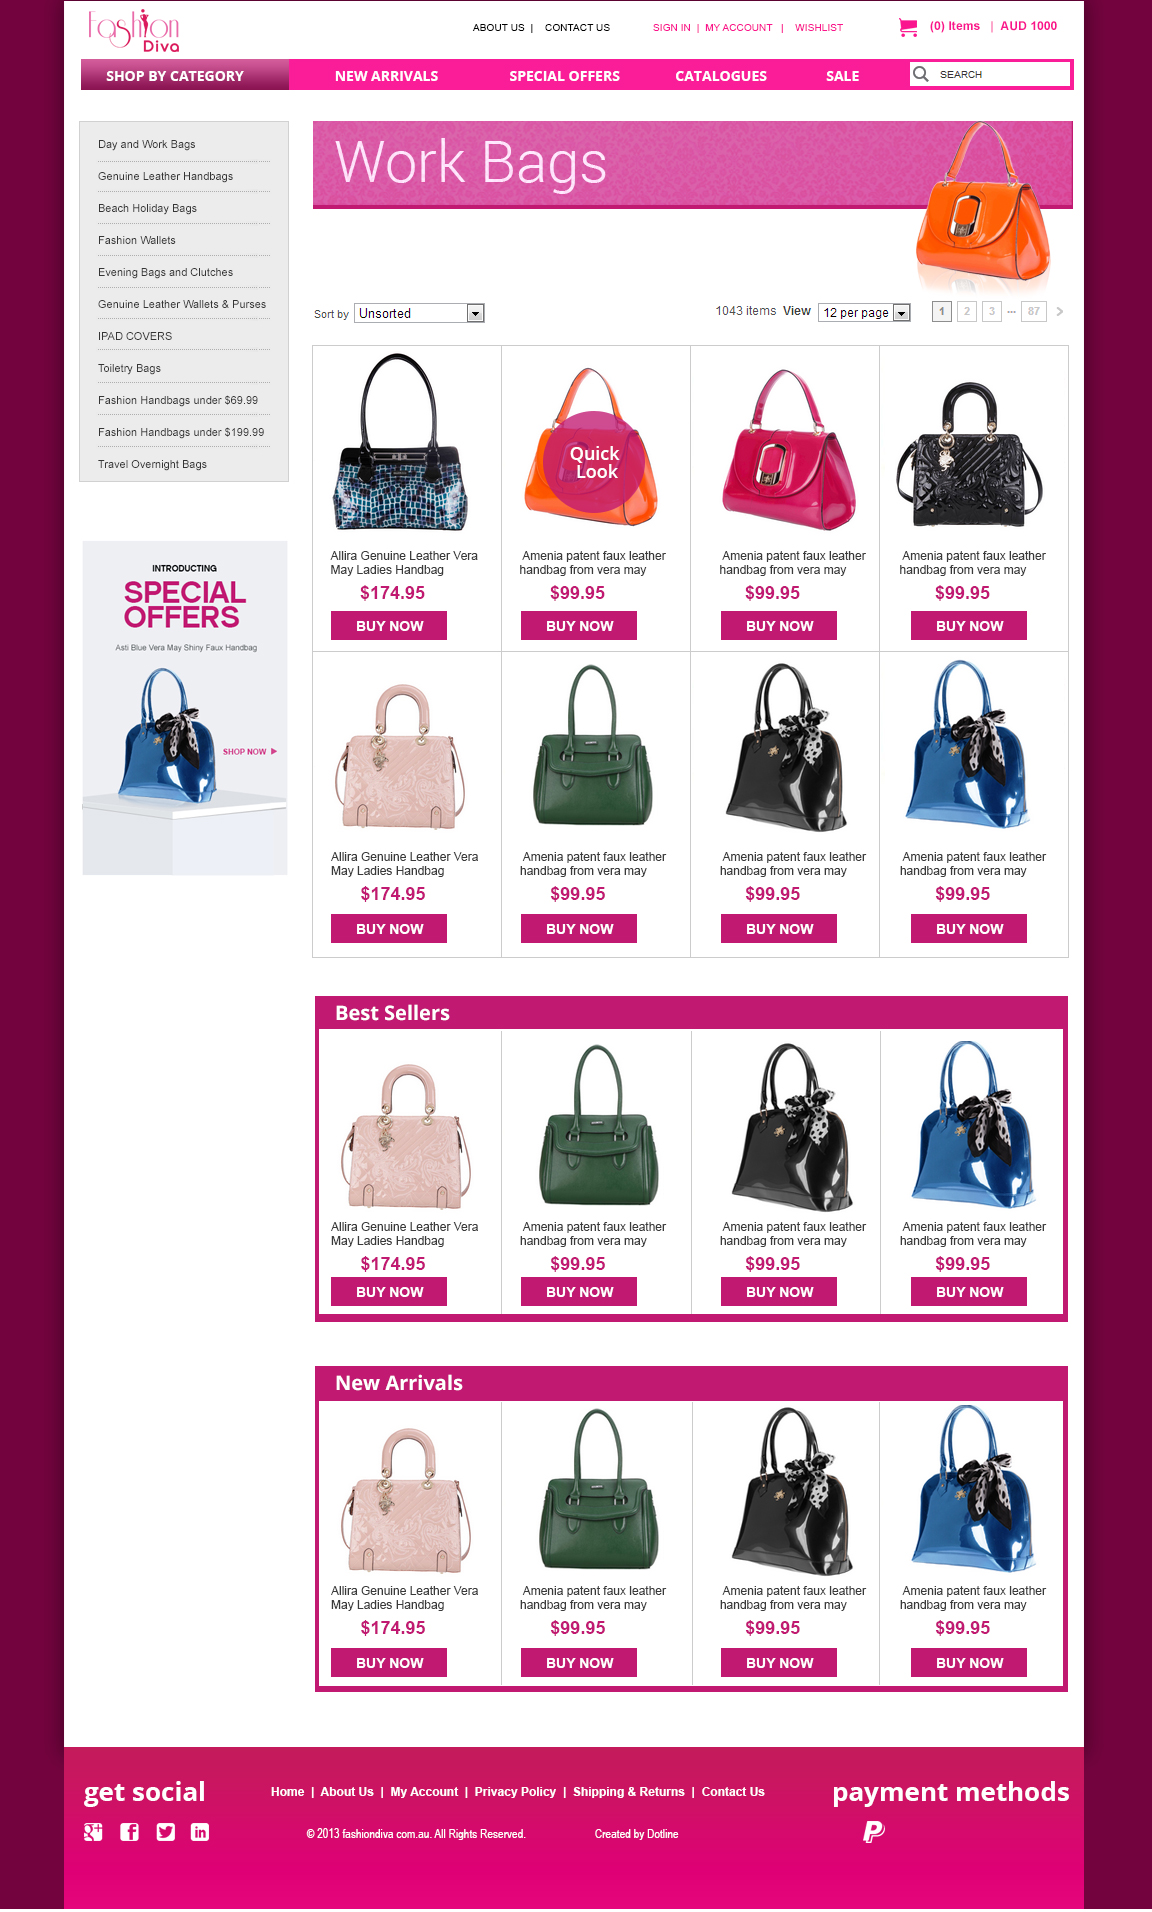 Fashion
Diva
ABOUT US | CONTACT US
SIGN IN | MY ACCOUNT | WISHLIST
(0) Items | AUD 1000
SHOP BY CATEGORY
NEW ARRIVALS
SPECIAL OFFERS
CATALOGUES
SALE
SEARCH
Day and Work Bags
Genuine Leather Handbags
Beach Holiday Bags
Fashion Wallets
Evening Bags and Clutches
Genuine Leather Wallets & Purses
IPAD COVERS
Toiletry Bags
Fashion Handbags under $69.99
Fashion Handbags under $199.99
Travel Overnight Bags
INTRODUCTING
SPECIAL
OFFERS
Asti Blue Vera May Shiny Faux Handbag
SHOP NOW
Work Bags
Sort by Unsorted
1043 items View 12 per page
1 2 3 ... 87 >
Quick
Look
Allira Genuine Leather Vera
May Ladies Handbag
$174.95
BUY NOW
Amenia patent faux leather
handbag from vera may
$99.95
BUY NOW
Amenia patent faux leather
handbag from vera may
$99.95
BUY NOW
Amenia patent faux leather
handbag from vera may
$99.95
BUY NOW
Allira Genuine Leather Vera
May Ladies Handbag
$174.95
BUY NOW
Amenia patent faux leather
handbag from vera may
$99.95
BUY NOW
Amenia patent faux leather
handbag from vera may
$99.95
BUY NOW
Amenia patent faux leather
handbag from vera may
$99.95
BUY NOW
Best Sellers
Allira Genuine Leather Vera
May Ladies Handbag
$174.95
BUY NOW
Amenia patent faux leather
handbag from vera may
$99.95
BUY NOW
Amenia patent faux leather
handbag from vera may
$99.95
BUY NOW
Amenia patent faux leather
handbag from vera may
$99.95
BUY NOW
New Arrivals
Allira Genuine Leather Vera
May Ladies Handbag
$174.95
BUY NOW
Amenia patent faux leather
handbag from vera may
$99.95
BUY NOW
Amenia patent faux leather
handbag from vera may
$99.95
BUY NOW
Amenia patent faux leather
handbag from vera may
$99.95
BUY NOW
get social
Home | About Us | My Account | Privacy Policy | Shipping & Returns | Contact Us
© 2013 fashiondiva com.au. All Rights Reserved.
Created by Dotline
payment methods